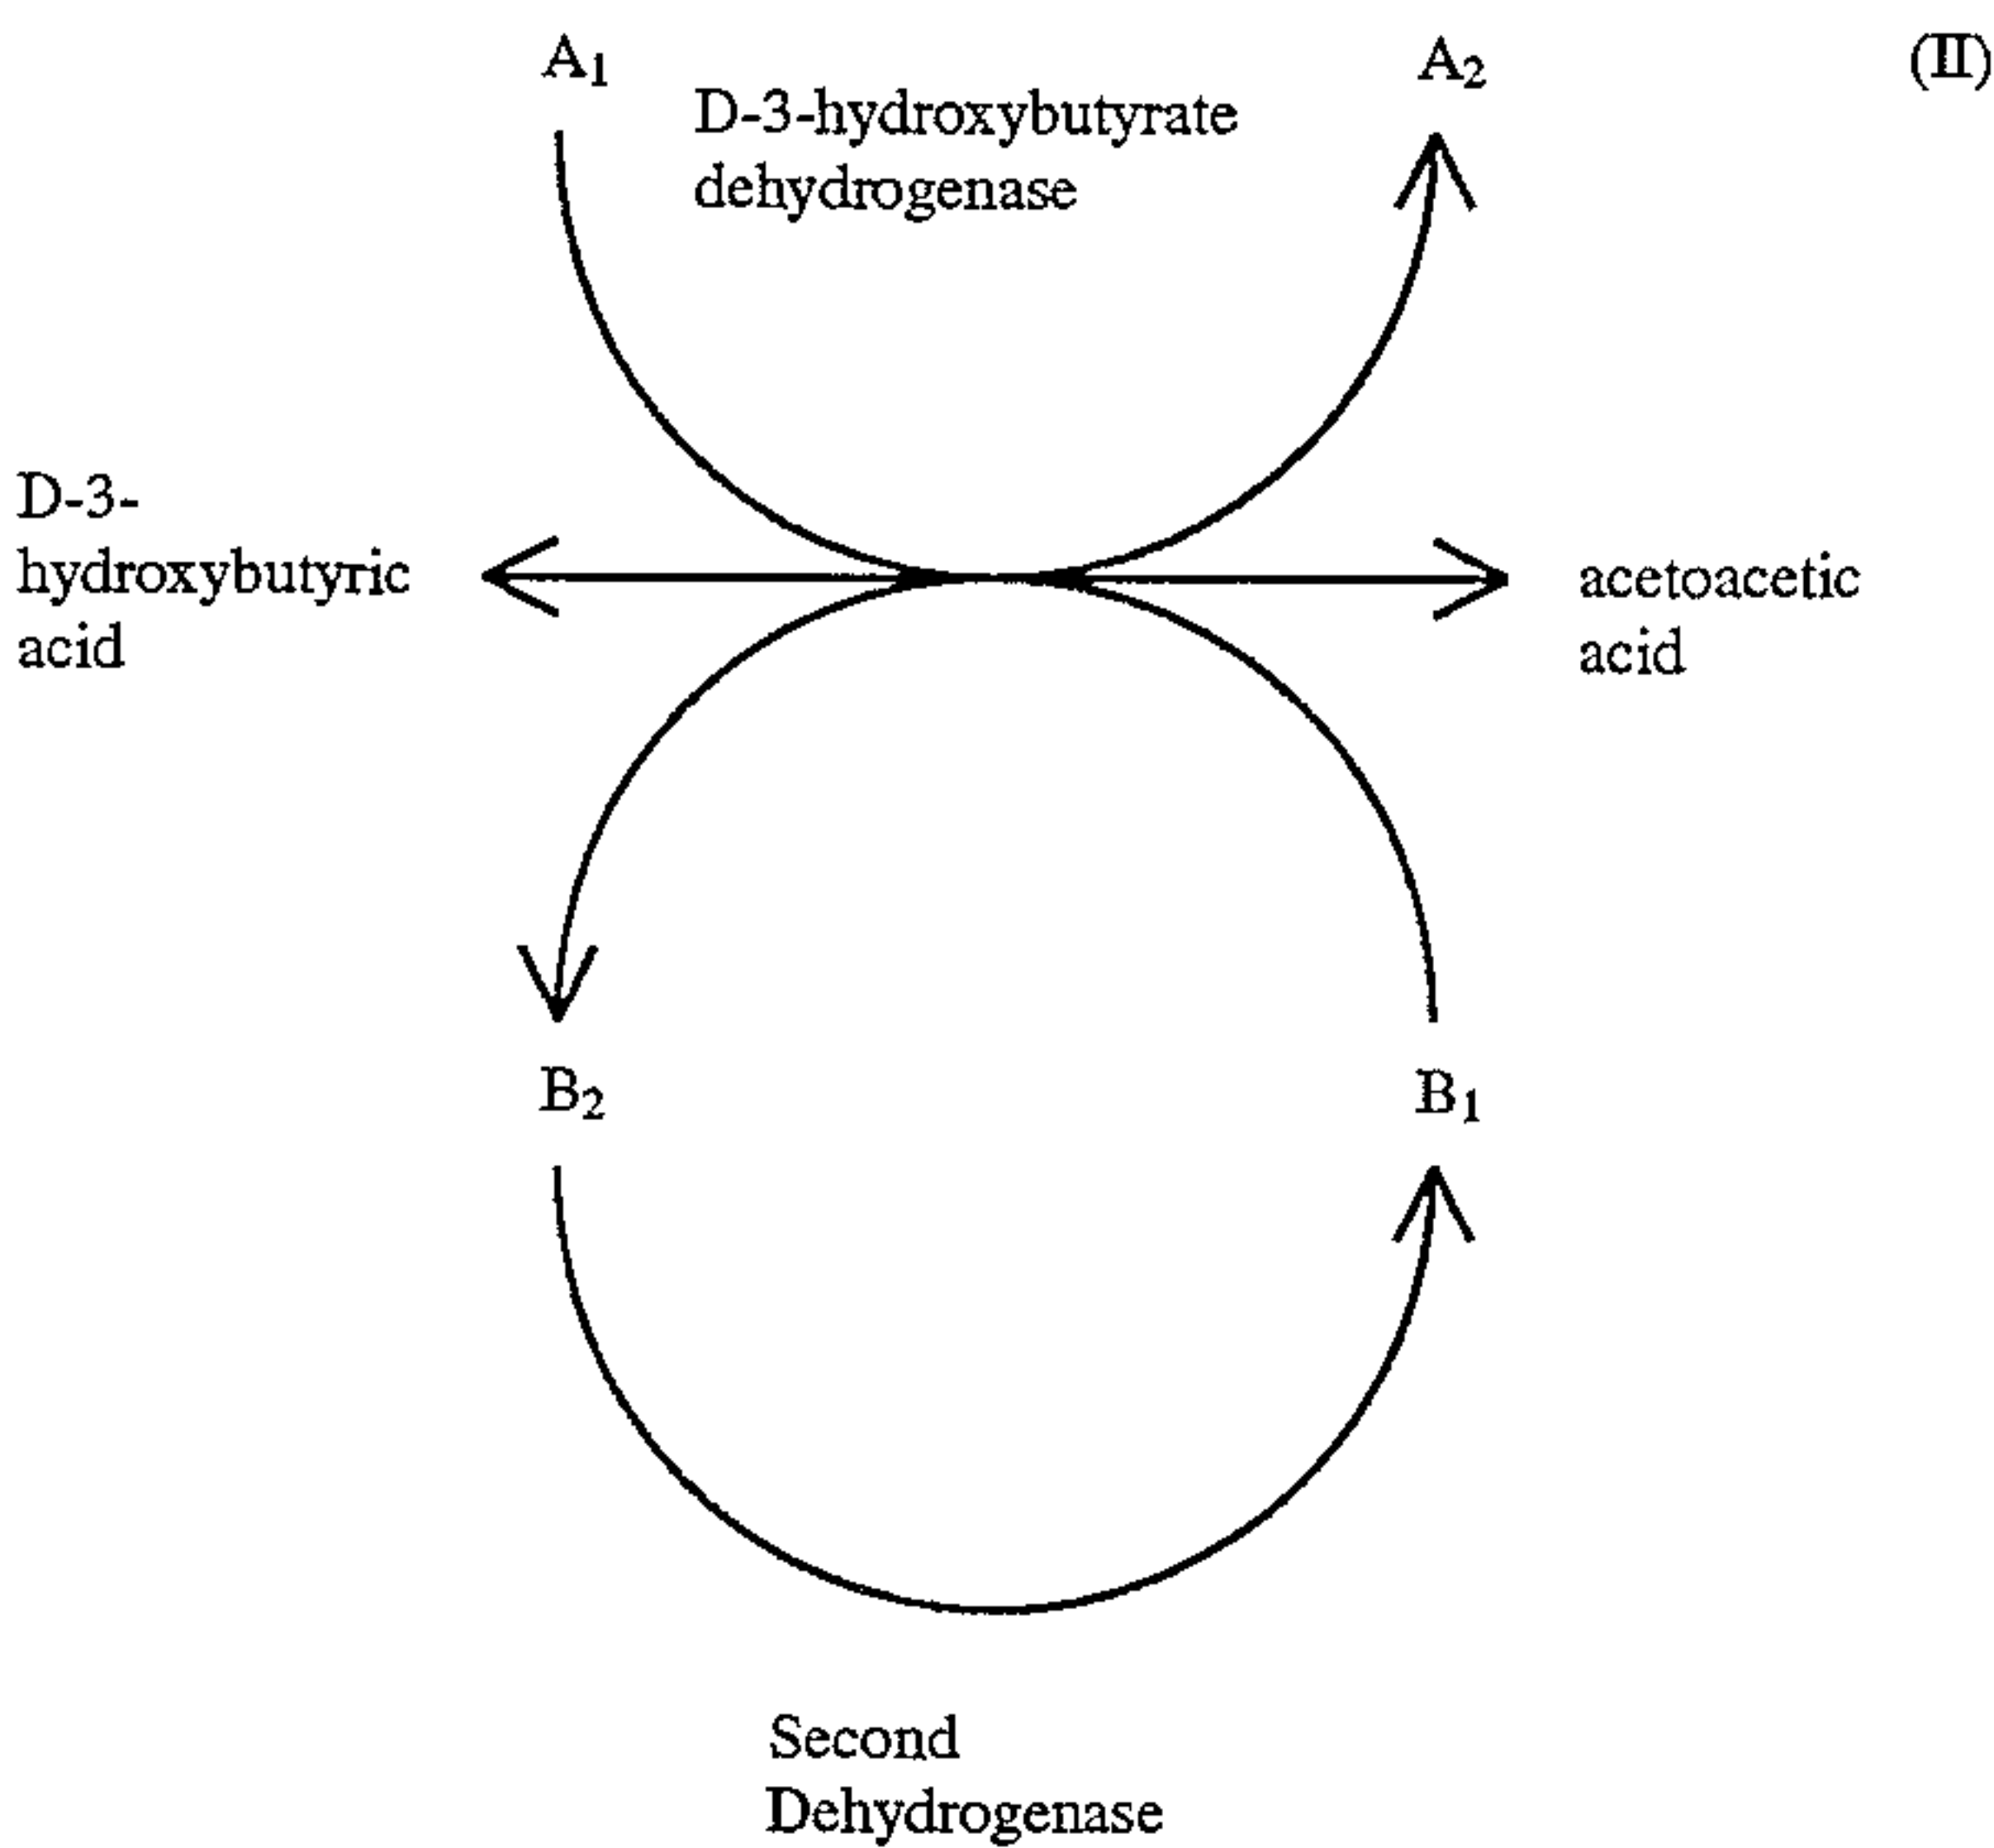 A₁
A₂
(II)
D-3-hydroxybutyrate
dehydrogenase
D-3-
hydroxybutyric
acid
acetoacetic
acid
B₂
B₁
Second
Dehydrogenase